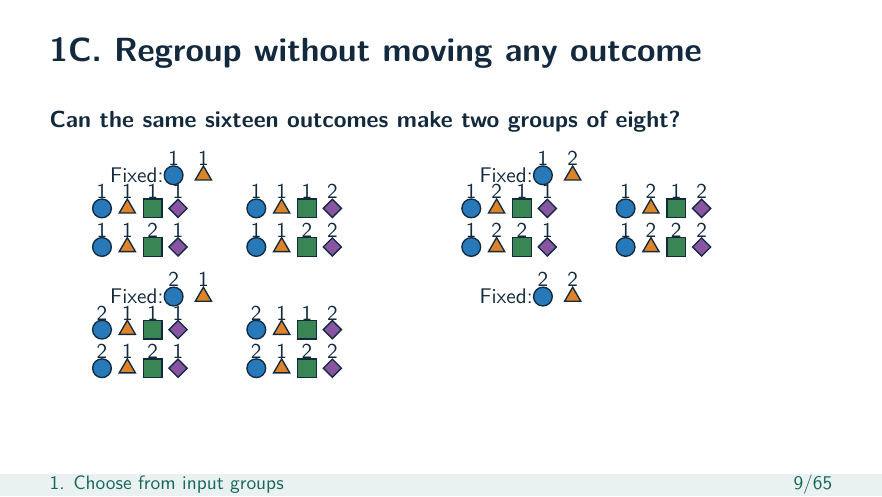 1C. Regroup without moving any outcome
Can the same sixteen outcomes make two groups of eight?
1 1
Fixed:
1 1 1 1
1 1 1 2
1 1 2 1
1 1 2 2
1 2
Fixed:
1 2 1 1
1 2 1 2
1 2 2 1
1 2 2 2
2 1
Fixed:
2 1 1 1
2 1 1 2
2 1 2 1
2 1 2 2
2 2
Fixed:
1. Choose from input groups
9/65